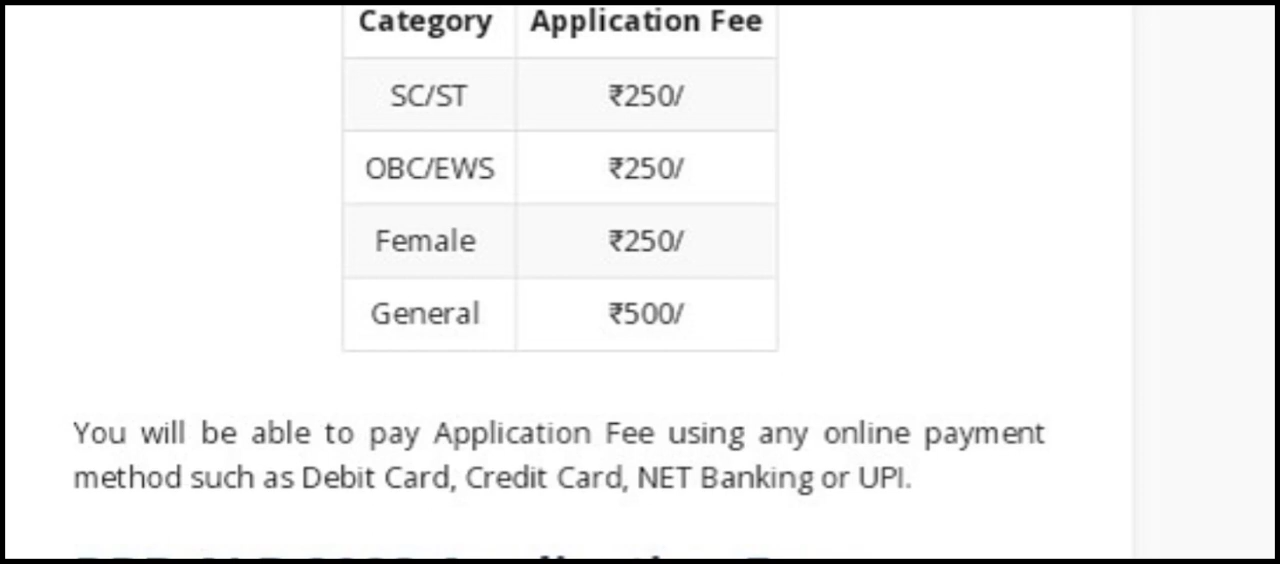 Category Application Fee
SC/ST ₹250/
OBC/EWS ₹250/
Female ₹250/
General ₹500/
You will be able to pay Application Fee using any online payment
method such as Debit Card, Credit Card, NET Banking or UPI.